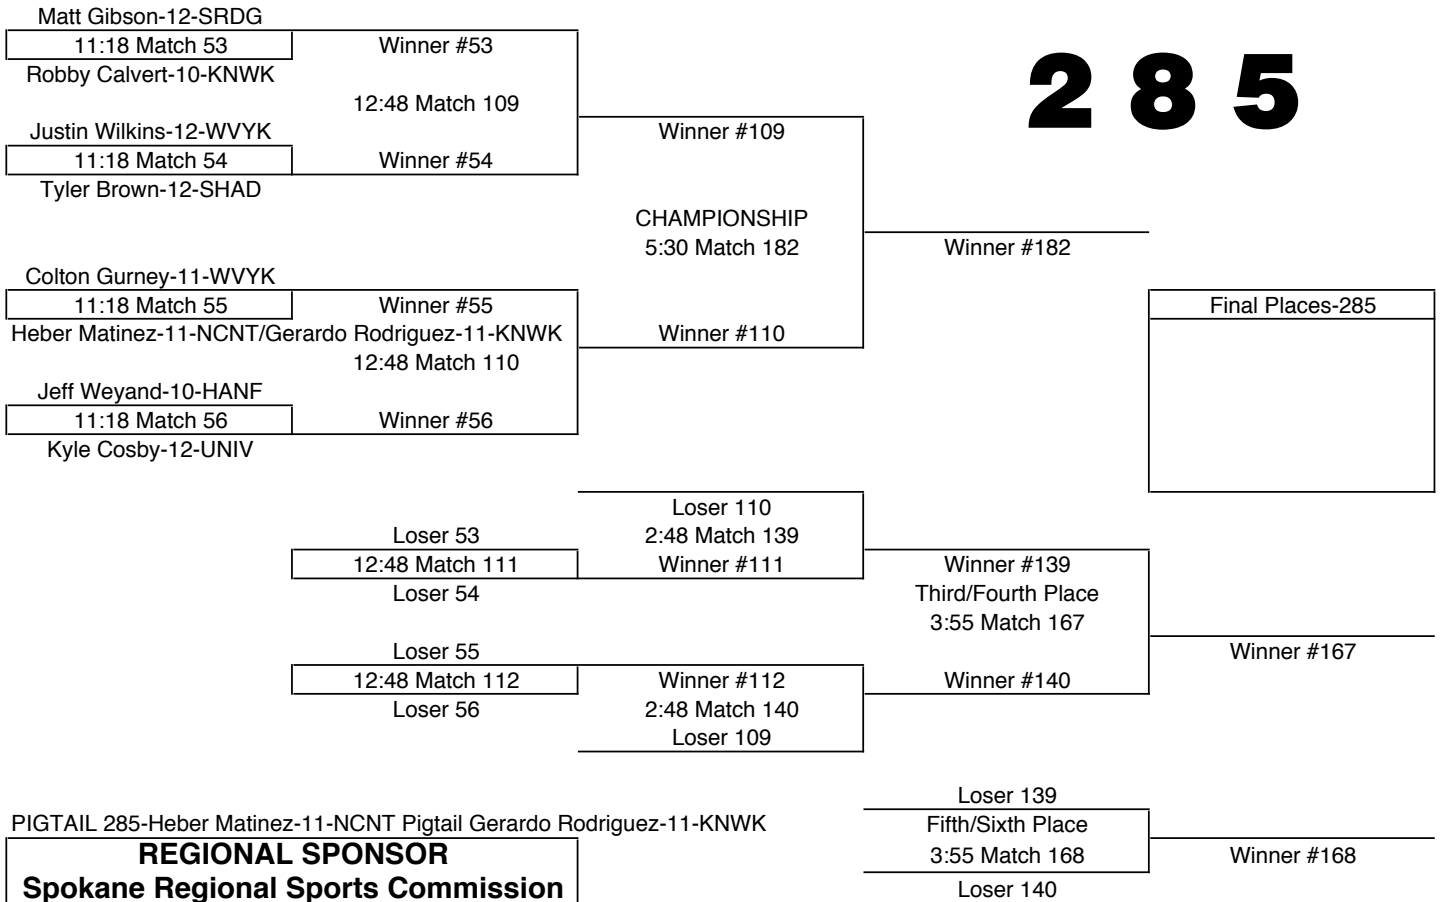 Matt Gibson-12-SRDG
11:18 Match 53
Winner #53
Robby Calvert-10-KNWK
2 8 5
12:48 Match 109
Justin Wilkins-12-WVYK
Winner #109
11:18 Match 54
Winner #54
Tyler Brown-12-SHAD
CHAMPIONSHIP
5:30 Match 182
Winner #182
Colton Gurney-11-WVYK
11:18 Match 55
Winner #55
Final Places-285
Heber Matinez-11-NCNT/Gerardo Rodriguez-11-KNWK
Winner #110
12:48 Match 110
Jeff Weyand-10-HANF
11:18 Match 56
Winner #56
Kyle Cosby-12-UNIV
Loser 110
Loser 53
2:48 Match 139
12:48 Match 111
Winner #111
Winner #139
Loser 54
Third/Fourth Place
3:55 Match 167
Loser 55
Winner #167
12:48 Match 112
Winner #112
Winner #140
Loser 56
2:48 Match 140
Loser 109
Loser 139
PIGTAIL 285-Heber Matinez-11-NCNT Pigtail Gerardo Rodriguez-11-KNWK
Fifth/Sixth Place
REGIONAL SPONSOR
3:55 Match 168
Winner #168
Spokane Regional Sports Commission
Loser 140